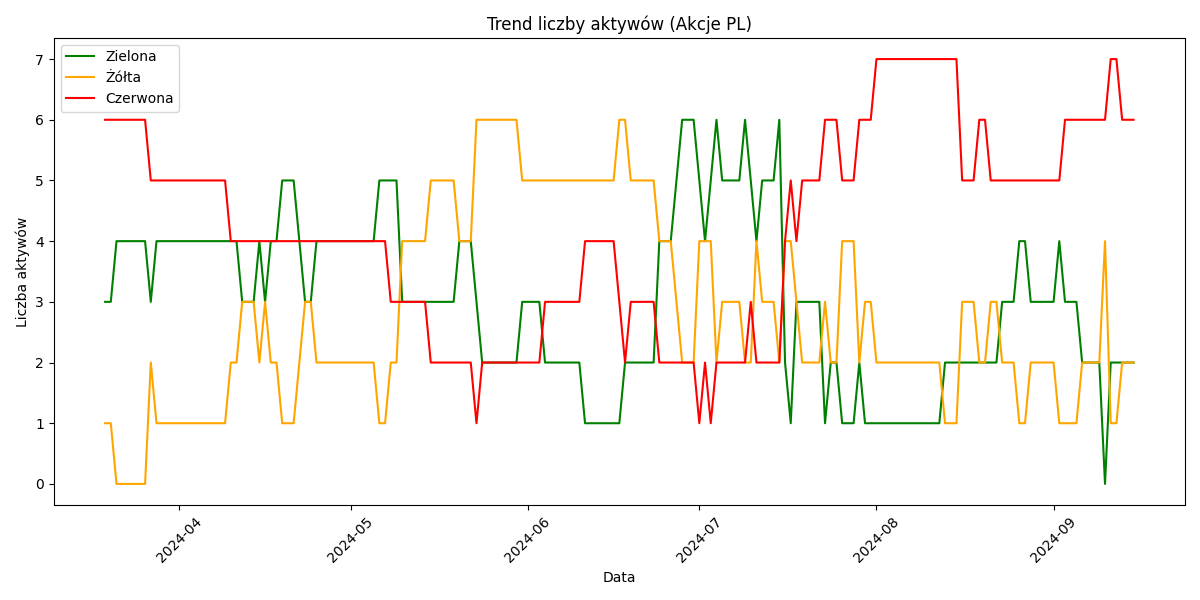 Trend liczby aktywów (Akcje PL)
Zielona
Żółta
Czerwona
Liczba aktywów
7
6
5
4
3
2
1
0
2024-04
2024-05
2024-06
2024-07
2024-08
2024-09
Data